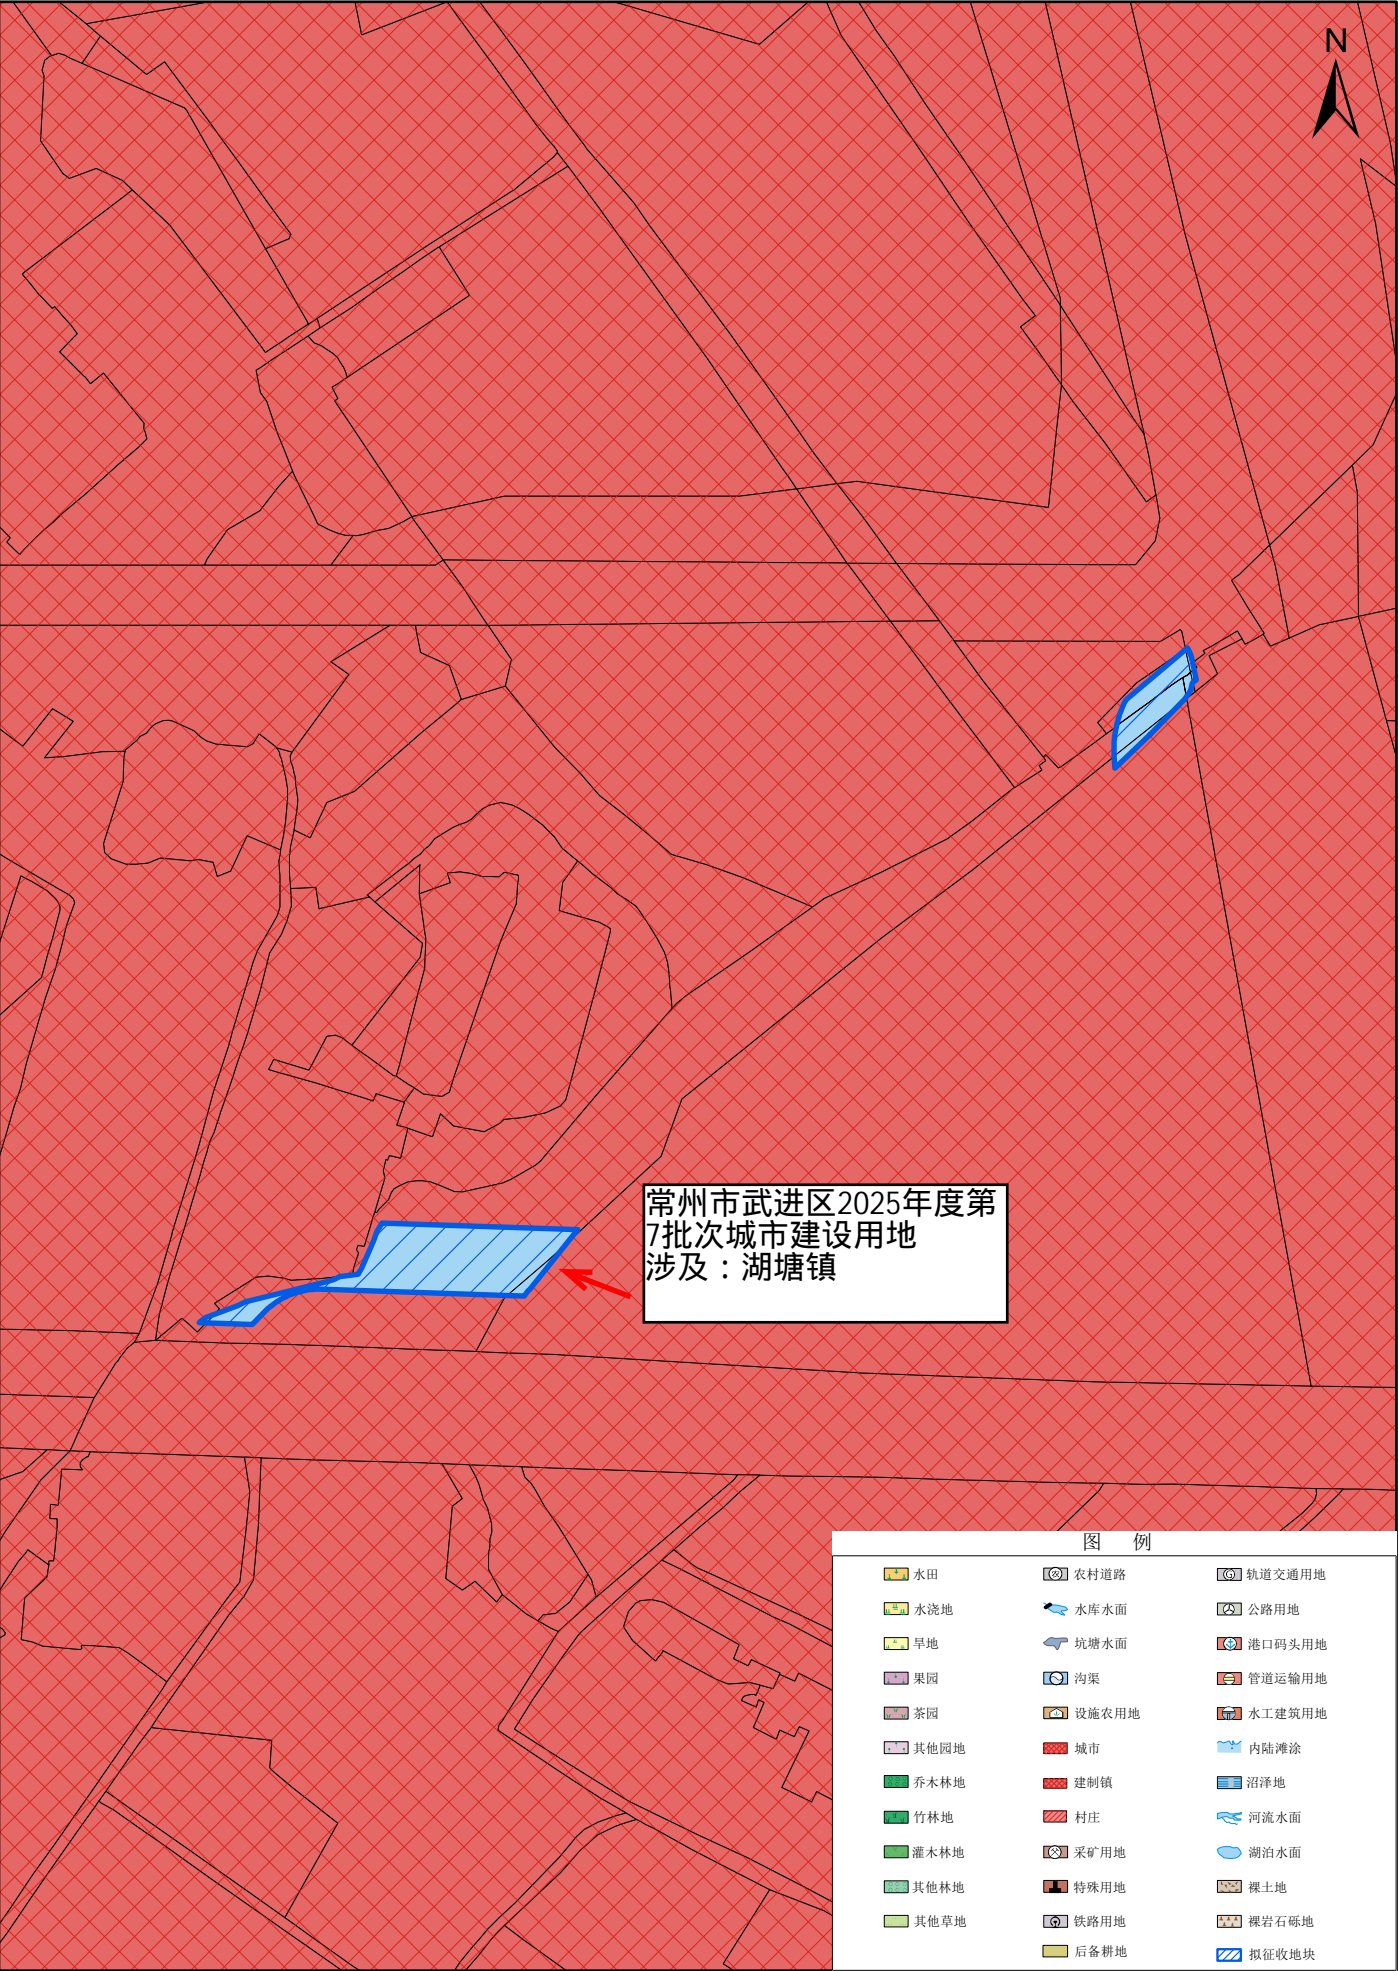 N
常州市武进区2025年度第
7批次城市建设用地
涉及：湖塘镇
图 例
水田
农村道路
轨道交通用地
水浇地
水库水面
公路用地
旱地
坑塘水面
港口码头用地
果园
沟渠
管道运输用地
茶园
设施农用地
水工建筑用地
其他园地
城市
内陆滩涂
乔木林地
建制镇
沼泽地
竹林地
村庄
河流水面
灌木林地
采矿用地
湖泊水面
其他林地
特殊用地
裸土地
其他草地
铁路用地
裸岩石砾地
后备耕地
拟征收地块